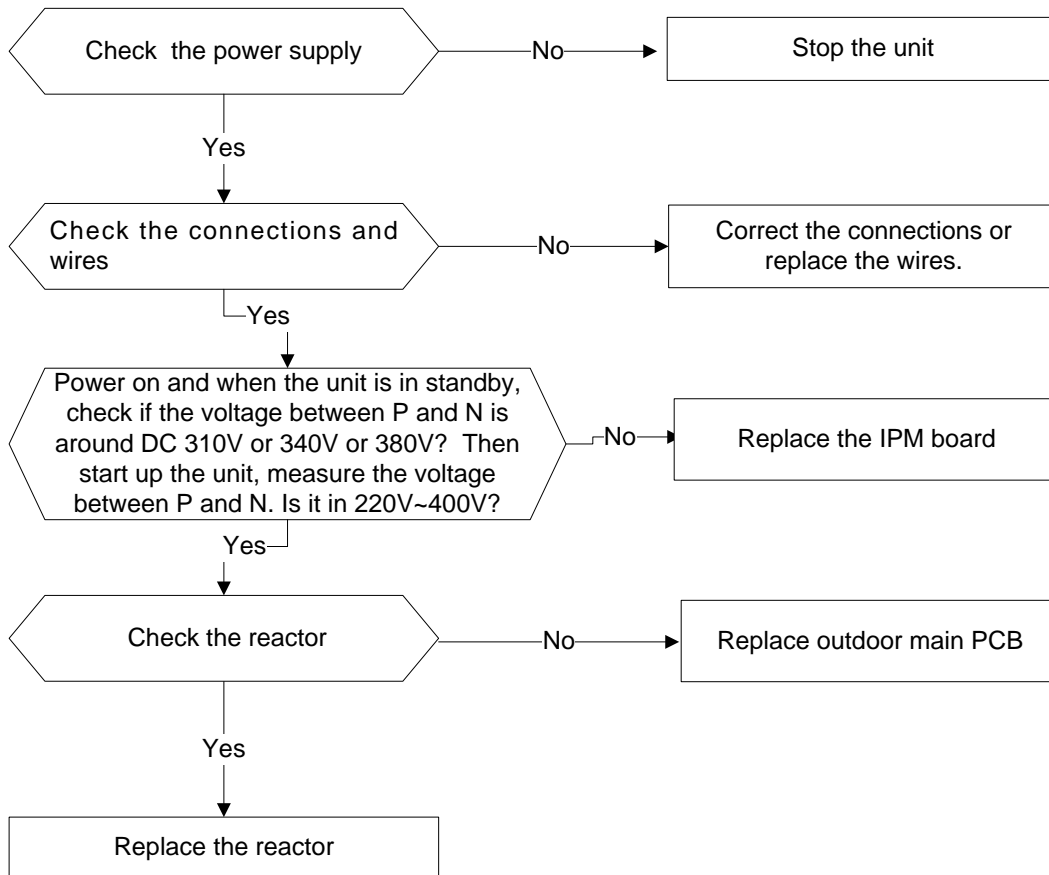 Check the power supply
No
Stop the unit
Yes
Check the connections and
wires
No
Correct the connections or
replace the wires.
Yes
Power on and when the unit is in standby,
check if the voltage between P and N is
around DC 310V or 340V or 380V? Then
start up the unit, measure the voltage
between P and N. Is it in 220V~400V?
No
Replace the IPM board
Yes
Check the reactor
No
Replace outdoor main PCB
Yes
Replace the reactor